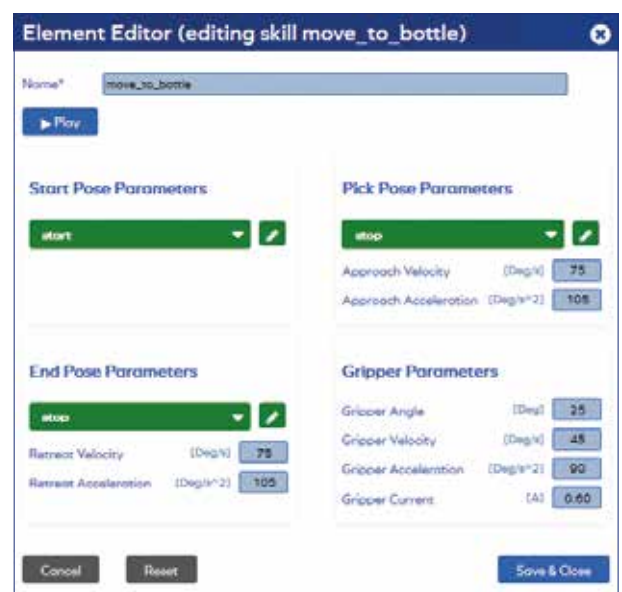 Element Editor (editing skill move_to_bottle)
Name* move_to_bottle
Play
Start Pose Parameters
start
Pick Pose Parameters
stop
Approach Velocity [Deg/s] 75
Approach Acceleration [Deg/s^2] 105
End Pose Parameters
stop
Retreat Velocity [Deg/s] 75
Retreat Acceleration [Deg/s^2] 105
Gripper Parameters
Gripper Angle [Deg] 25
Gripper Velocity [Deg/s] 45
Gripper Acceleration [Deg/s^2] 90
Gripper Current [A] 0.60
Cancel Reset Save & Close